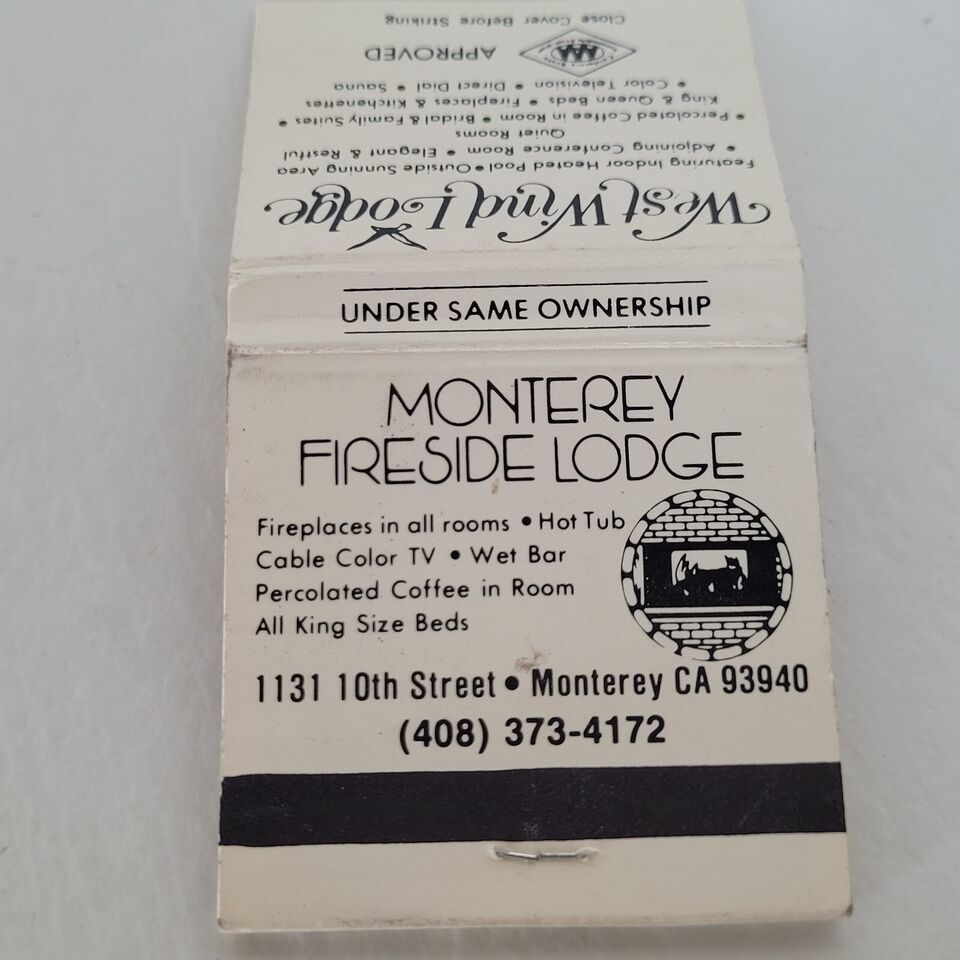 West Wind Lodge
Featuring Indoor Heated Pool • Outside Sunning Area
• Adjoining Conference Room • Elegant & Restful
Quiet Rooms
• Percolated Coffee in Room • Bridal & Family Suites •
King & Queen Beds • Fireplaces & Kitchenettes
• Color Television • Direct Dial • Sauna
AAA
APPROVED
Close Cover Before Striking
UNDER SAME OWNERSHIP
MONTEREY
FIRESIDE LODGE
Fireplaces in all rooms • Hot Tub
Cable Color TV • Wet Bar
Percolated Coffee in Room
All King Size Beds
1131 10th Street • Monterey CA 93940
(408) 373-4172